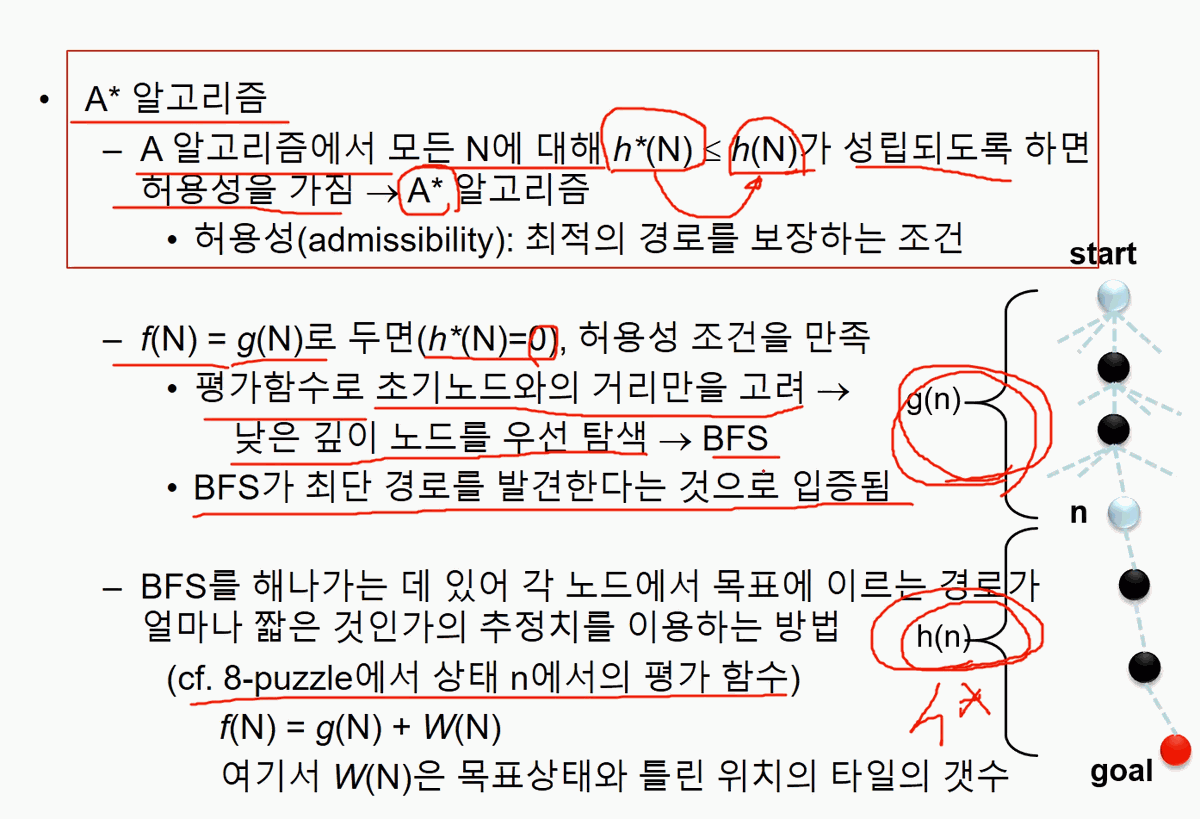 • A* 알고리즘
– A 알고리즘에서 모든 N에 대해 h*(N) ≤ h(N)가 성립되도록 하면
허용성을 가짐 → A* 알고리즘
• 허용성(admissibility): 최적의 경로를 보장하는 조건
start
– f(N) = g(N)로 두면(h*(N)=0), 허용성 조건을 만족
• 평가함수로 초기노드와의 거리만을 고려 →
g(n)
낮은 깊이 노드를 우선 탐색 → BFS
• BFS가 최단 경로를 발견한다는 것으로 입증됨
n
– BFS를 해나가는 데 있어 각 노드에서 목표에 이르는 경로가
얼마나 짧은 것인가의 추정치를 이용하는 방법
h(n)
(cf. 8-puzzle에서 상태 n에서의 평가 함수)
h*
f(N) = g(N) + W(N)
여기서 W(N)은 목표상태와 틀린 위치의 타일의 갯수
goal